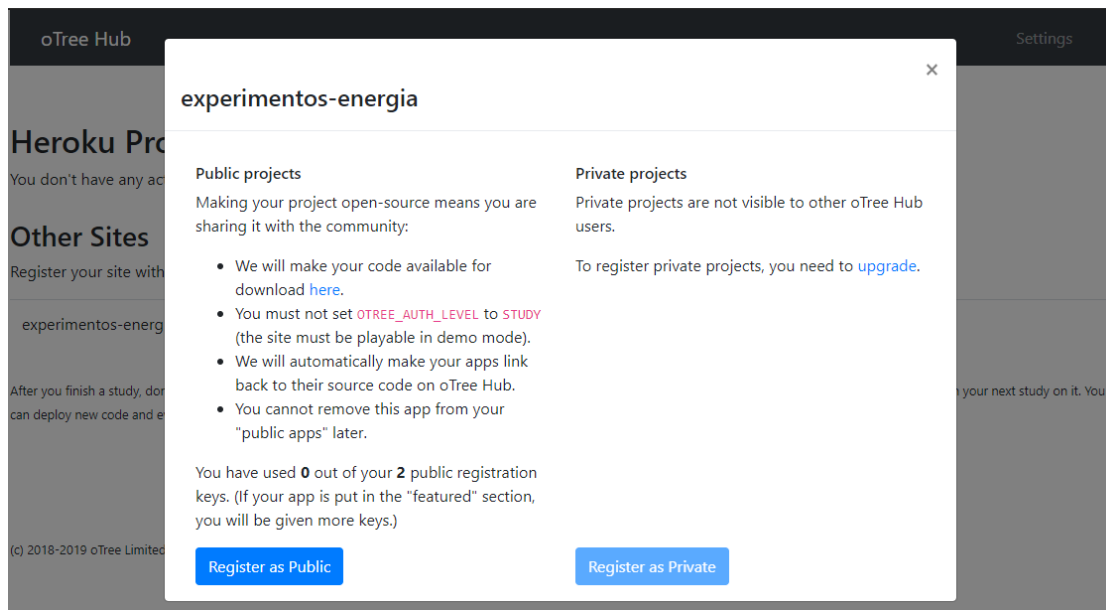 oTree Hub
Settings
×
experimentos-energia
Heroku Pro
You don't have any ac
Other Sites
Register your site with
experimentos-energ
Public projects
Making your project open-source means you are
sharing it with the community:
• We will make your code available for
download here.
• You must not set OTREE_AUTH_LEVEL to STUDY
(the site must be playable in demo mode).
• We will automatically make your apps link
back to their source code on oTree Hub.
• You cannot remove this app from your
"public apps" later.
You have used 0 out of your 2 public registration
keys. (If your app is put in the "featured" section,
you will be given more keys.)
Register as Public
Private projects
Private projects are not visible to other oTree Hub
users.
To register private projects, you need to upgrade.
Register as Private
After you finish a study, don
your next study on it. You
can deploy new code and e
(c) 2018-2019 oTree Limited